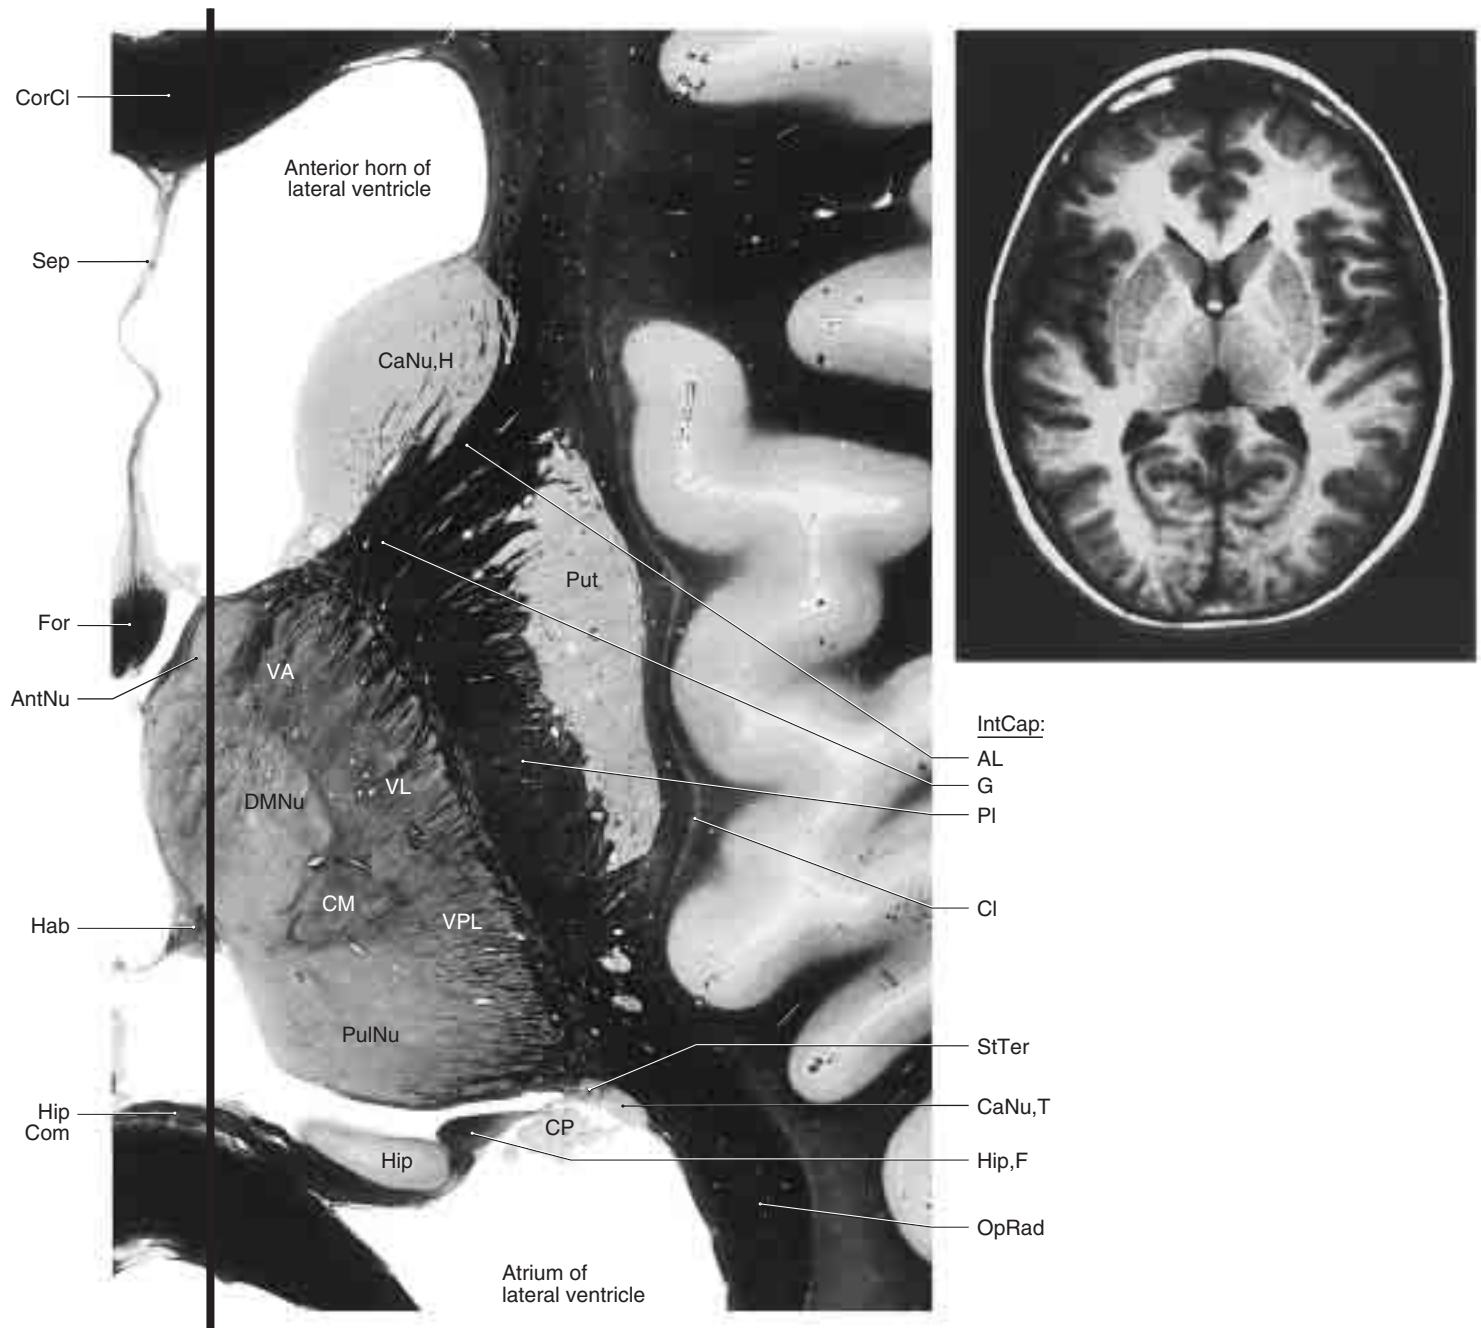 CorCl
Anterior horn of
lateral ventricle
Sep
CaNu,H
Put
For
VA
AntNu
IntCap:
AL
G
Pl
VL
DMNu
CM
Cl
Hab
VPL
PulNu
StTer
Hip
Com
CaNu,T
CP
Hip
Hip,F
OpRad
Atrium of
lateral ventricle